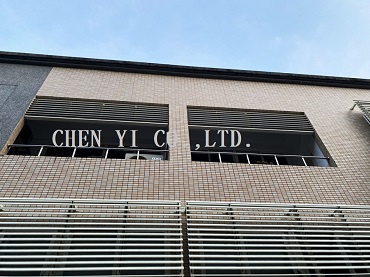 CHEN YI CO ,LTD.